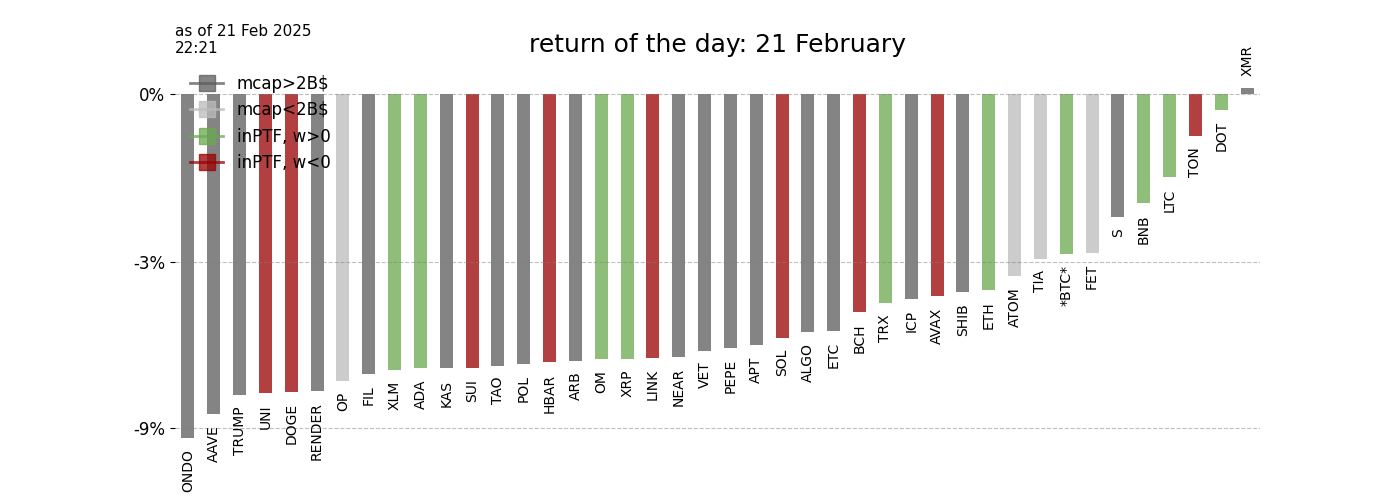 as of 21 Feb 2025
22:21
return of the day: 21 February
mcap>2B$
mcap<2B$
inPTF, w>0
inPTF, w<0
0%
-3%
-9%
ONDO
AAVE
TRUMP
UNI
DOGE
RENDER
OP
FIL
XLM
ADA
KAS
SUI
TAO
POL
HBAR
ARB
OM
XRP
LINK
NEAR
VET
PEPE
APT
SOL
ALGO
ETC
BCH
TRX
ICP
AVAX
SHIB
ETH
ATOM
TIA
*BTC*
FET
S
BNB
LTC
TON
DOT
XMR